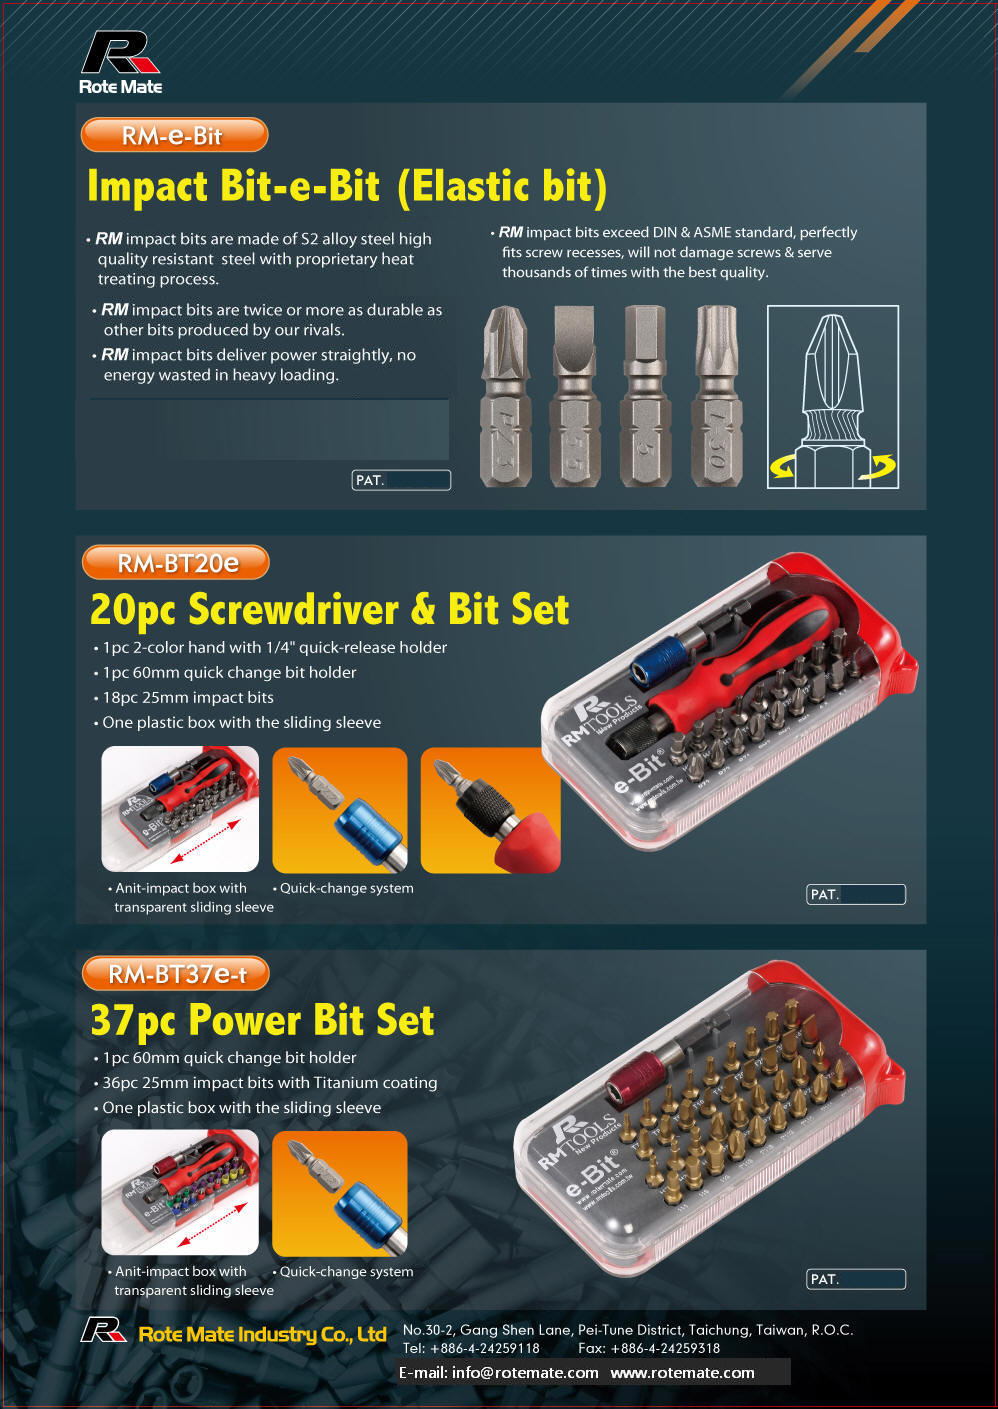 Rote Mate
RM-e-Bit
Impact Bit-e-Bit (Elastic bit)
• RM impact bits are made of S2 alloy steel high
quality resistant steel with proprietary heat
treating process.
• RM impact bits are twice or more as durable as
other bits produced by our rivals.
• RM impact bits deliver power straightly, no
energy wasted in heavy loading.
• RM impact bits exceed DIN & ASME standard, perfectly
fits screw recesses, will not damage screws & serve
thousands of times with the best quality.
PAT.
RM-BT20e
20pc Screwdriver & Bit Set
• 1pc 2-color hand with 1/4" quick-release holder
• 1pc 60mm quick change bit holder
• 18pc 25mm impact bits
• One plastic box with the sliding sleeve
RMTOOLS
New Products
e-Bit®
• Anit-impact box with
transparent sliding sleeve
• Quick-change system
PAT.
RM-BT37e-t
37pc Power Bit Set
• 1pc 60mm quick change bit holder
• 36pc 25mm impact bits with Titanium coating
• One plastic box with the sliding sleeve
RMTOOLS
New Products
e-Bit®
www.rotemate.com
www.rmtools.com.tw
• Anit-impact box with
transparent sliding sleeve
• Quick-change system
PAT.
Rote Mate Industry Co., Ltd
No.30-2, Gang Shen Lane, Pei-Tune District, Taichung, Taiwan, R.O.C.
Tel: +886-4-24259118 Fax: +886-4-24259318
E-mail: info@rotemate.com www.rotemate.com